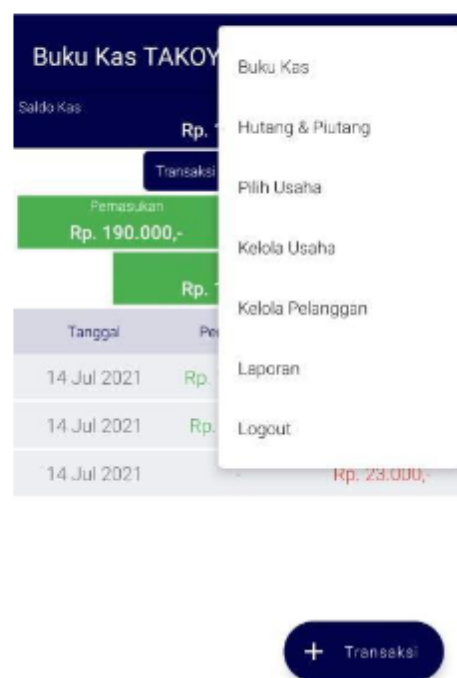 Buku Kas TAKOY
Saldo Kas
Rp.
Transaksi
Pemasukan
Rp. 190.000,-
Rp.
Tanggal
14 Jul 2021 Rp.
14 Jul 2021 Rp.
14 Jul 2021 - Rp. 23.000,-
Buku Kas
Hutang & Piutang
Pilih Usaha
Kelola Usaha
Kelola Pelanggan
Laporan
Logout
+ Transaksi